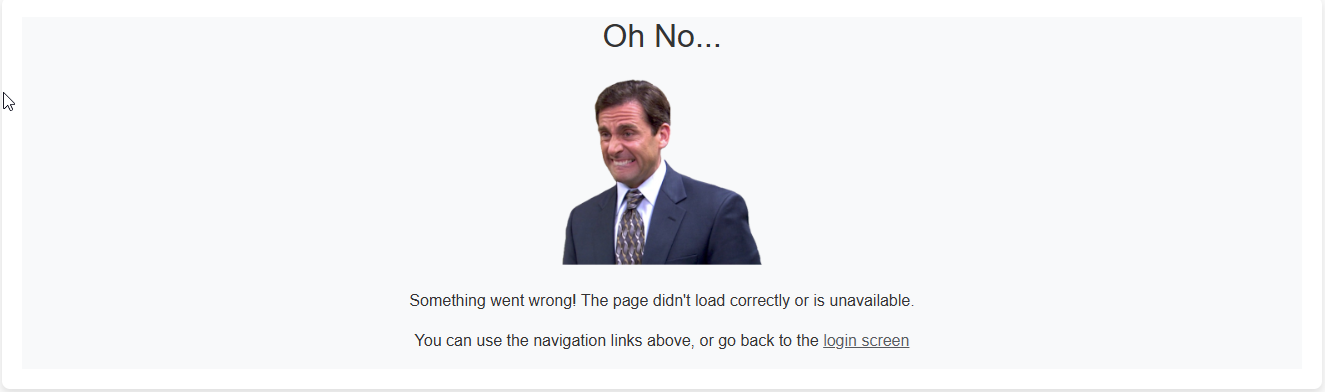 Oh No...
Something went wrong! The page didn't load correctly or is unavailable.
You can use the navigation links above, or go back to the login screen